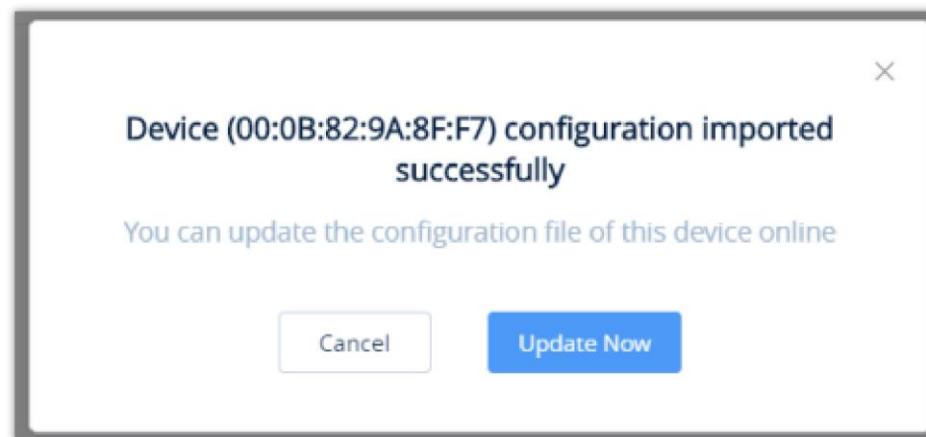 Device (00:0B:82:9A:8F:F7) configuration imported
successfully
You can update the configuration file of this device online
Cancel
Update Now